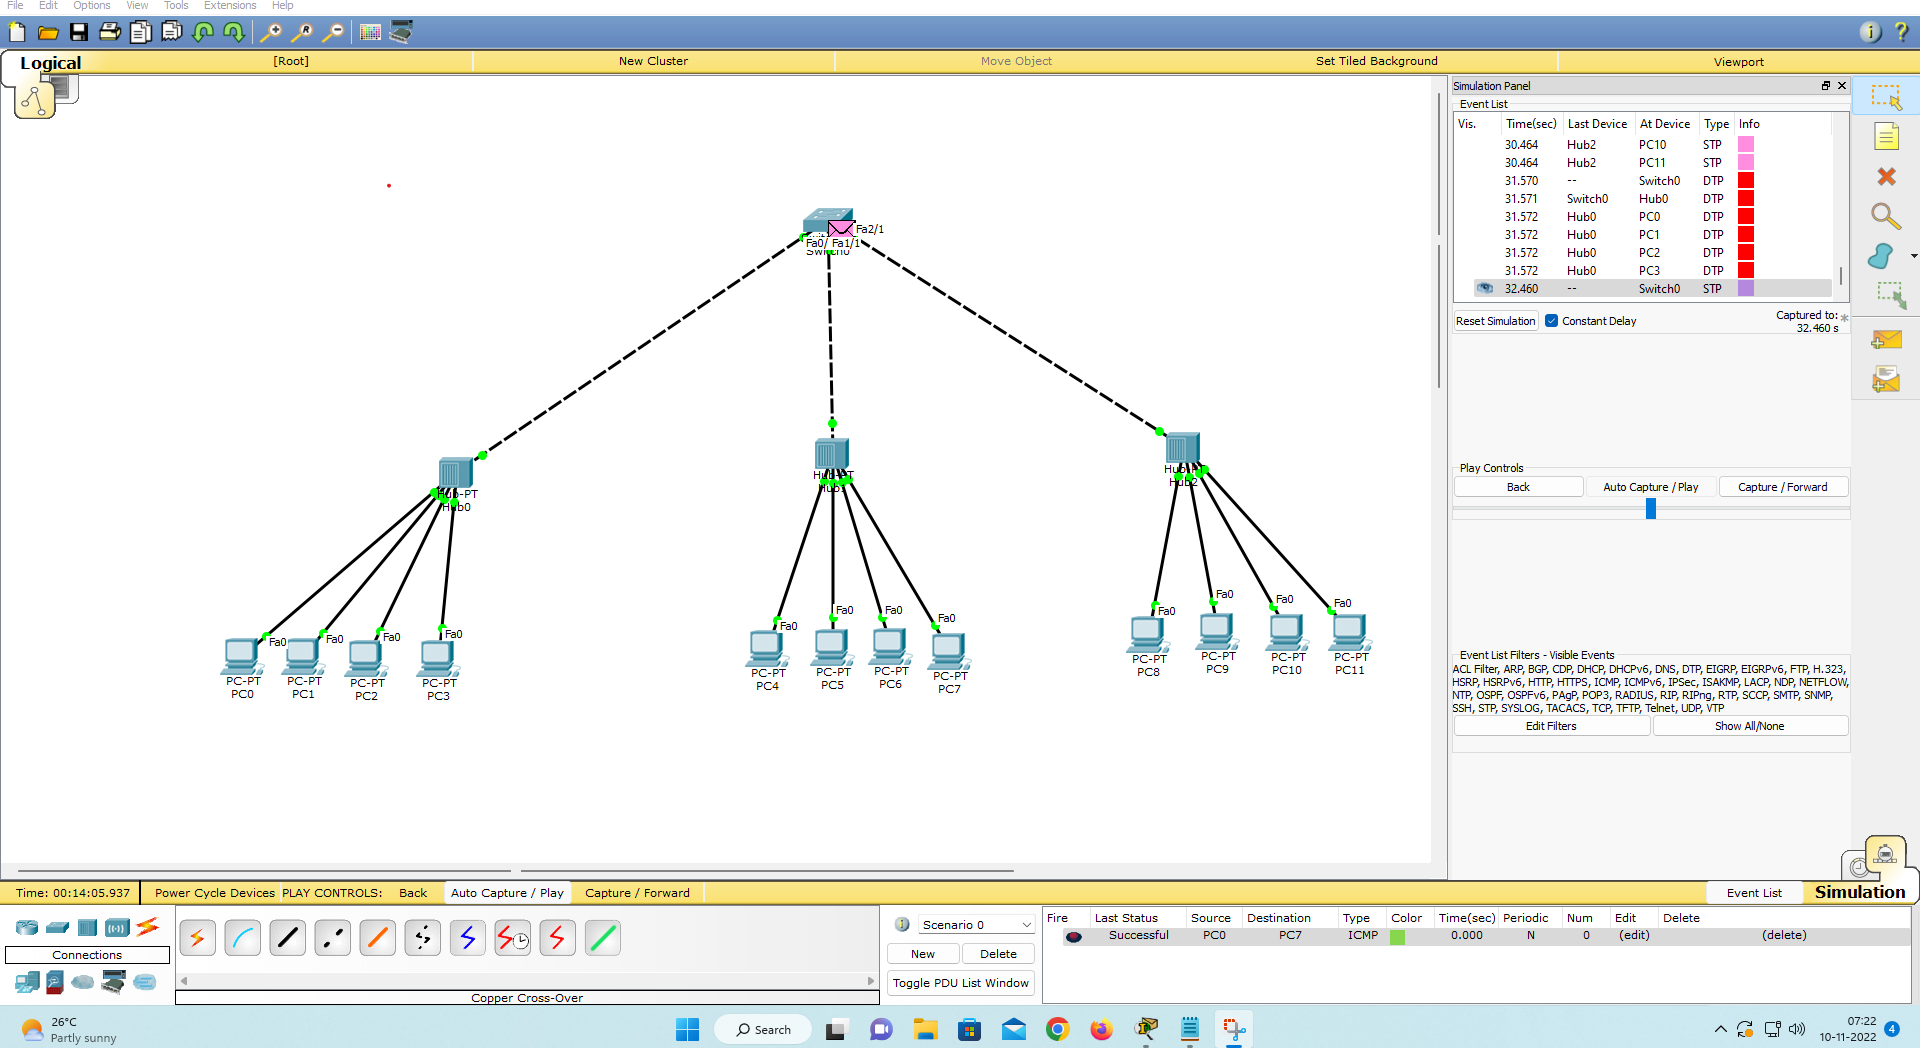 File Edit Options View Tools Extensions Help
Logical [Root] New Cluster Move Object Set Tiled Background Viewport
Simulation Panel
Event List
Vis. Time(sec) Last Device At Device Type Info
30.464 Hub2 PC10 STP
30.464 Hub2 PC11 STP
31.570 -- Switch0 DTP
31.571 Switch0 Hub0 DTP
31.572 Hub0 PC0 DTP
31.572 Hub0 PC1 DTP
31.572 Hub0 PC2 DTP
31.572 Hub0 PC3 DTP
32.460 -- Switch0 STP
Reset Simulation Constant Delay Captured to:
32.460 s
Fa2/1
Fa0/ Fa1/1
Switch0
Hub-PT
Hub0
Hub-PT
Hub1
Hub-PT
Hub2
Play Controls
Back Auto Capture / Play Capture / Forward
Fa0 Fa0 Fa0 Fa0
PC-PT PC-PT PC-PT PC-PT
PC0 PC1 PC2 PC3
Fa0 Fa0 Fa0 Fa0
PC-PT PC-PT PC-PT PC-PT
PC4 PC5 PC6 PC7
Fa0 Fa0 Fa0 Fa0
PC-PT PC-PT PC-PT PC-PT
PC8 PC9 PC10 PC11
Event List Filters - Visible Events
ACL Filter, ARP, BGP, CDP, DHCP, DHCPv6, DNS, DTP, EIGRP, EIGRPv6, FTP, H.323,
HSRP, HSRPv6, HTTP, HTTPS, ICMP, ICMPv6, IPSec, ISAKMP, LACP, NDP, NETFLOW,
NTP, OSPF, OSPFv6, PAgP, POP3, RADIUS, RIP, RIPng, RTP, SCCP, SMTP, SNMP,
SSH, STP, SYSLOG, TACACS, TCP, TFTP, Telnet, UDP, VTP
Edit Filters Show All/None
Time: 00:14:05.937 Power Cycle Devices PLAY CONTROLS: Back Auto Capture / Play Capture / Forward Event List Simulation
Connections
Copper Cross-Over
Scenario 0
New Delete
Toggle PDU List Window
Fire Last Status Source Destination Type Color Time(sec) Periodic Num Edit Delete
Successful PC0 PC7 ICMP 0.000 N 0 (edit) (delete)
26°C
Partly sunny
Search
07:22
10-11-2022
4